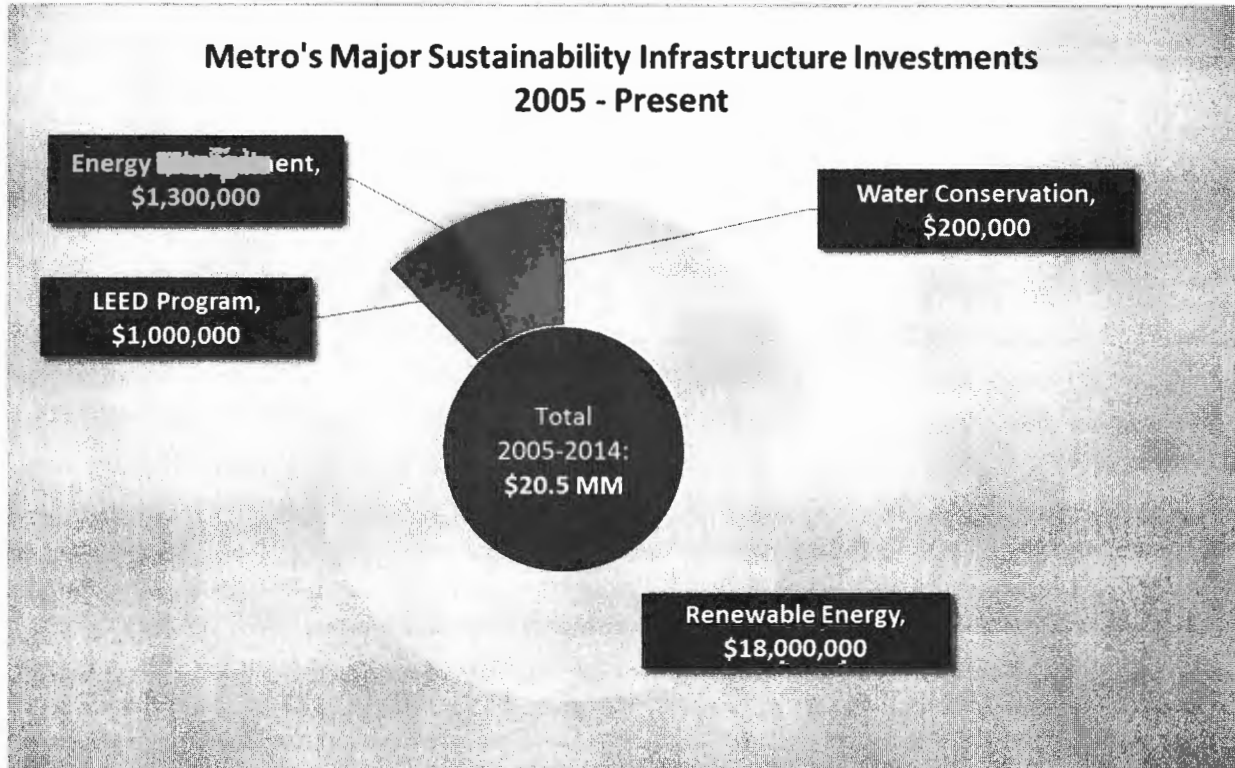 Metro's Major Sustainability Infrastructure Investments
2005 - Present
Energy
$1,300,000
Water Conservation,
$200,000
LEED Program,
$1,000,000
Total
2005-2014:
$20.5 MM
Renewable Energy,
$18,000,000